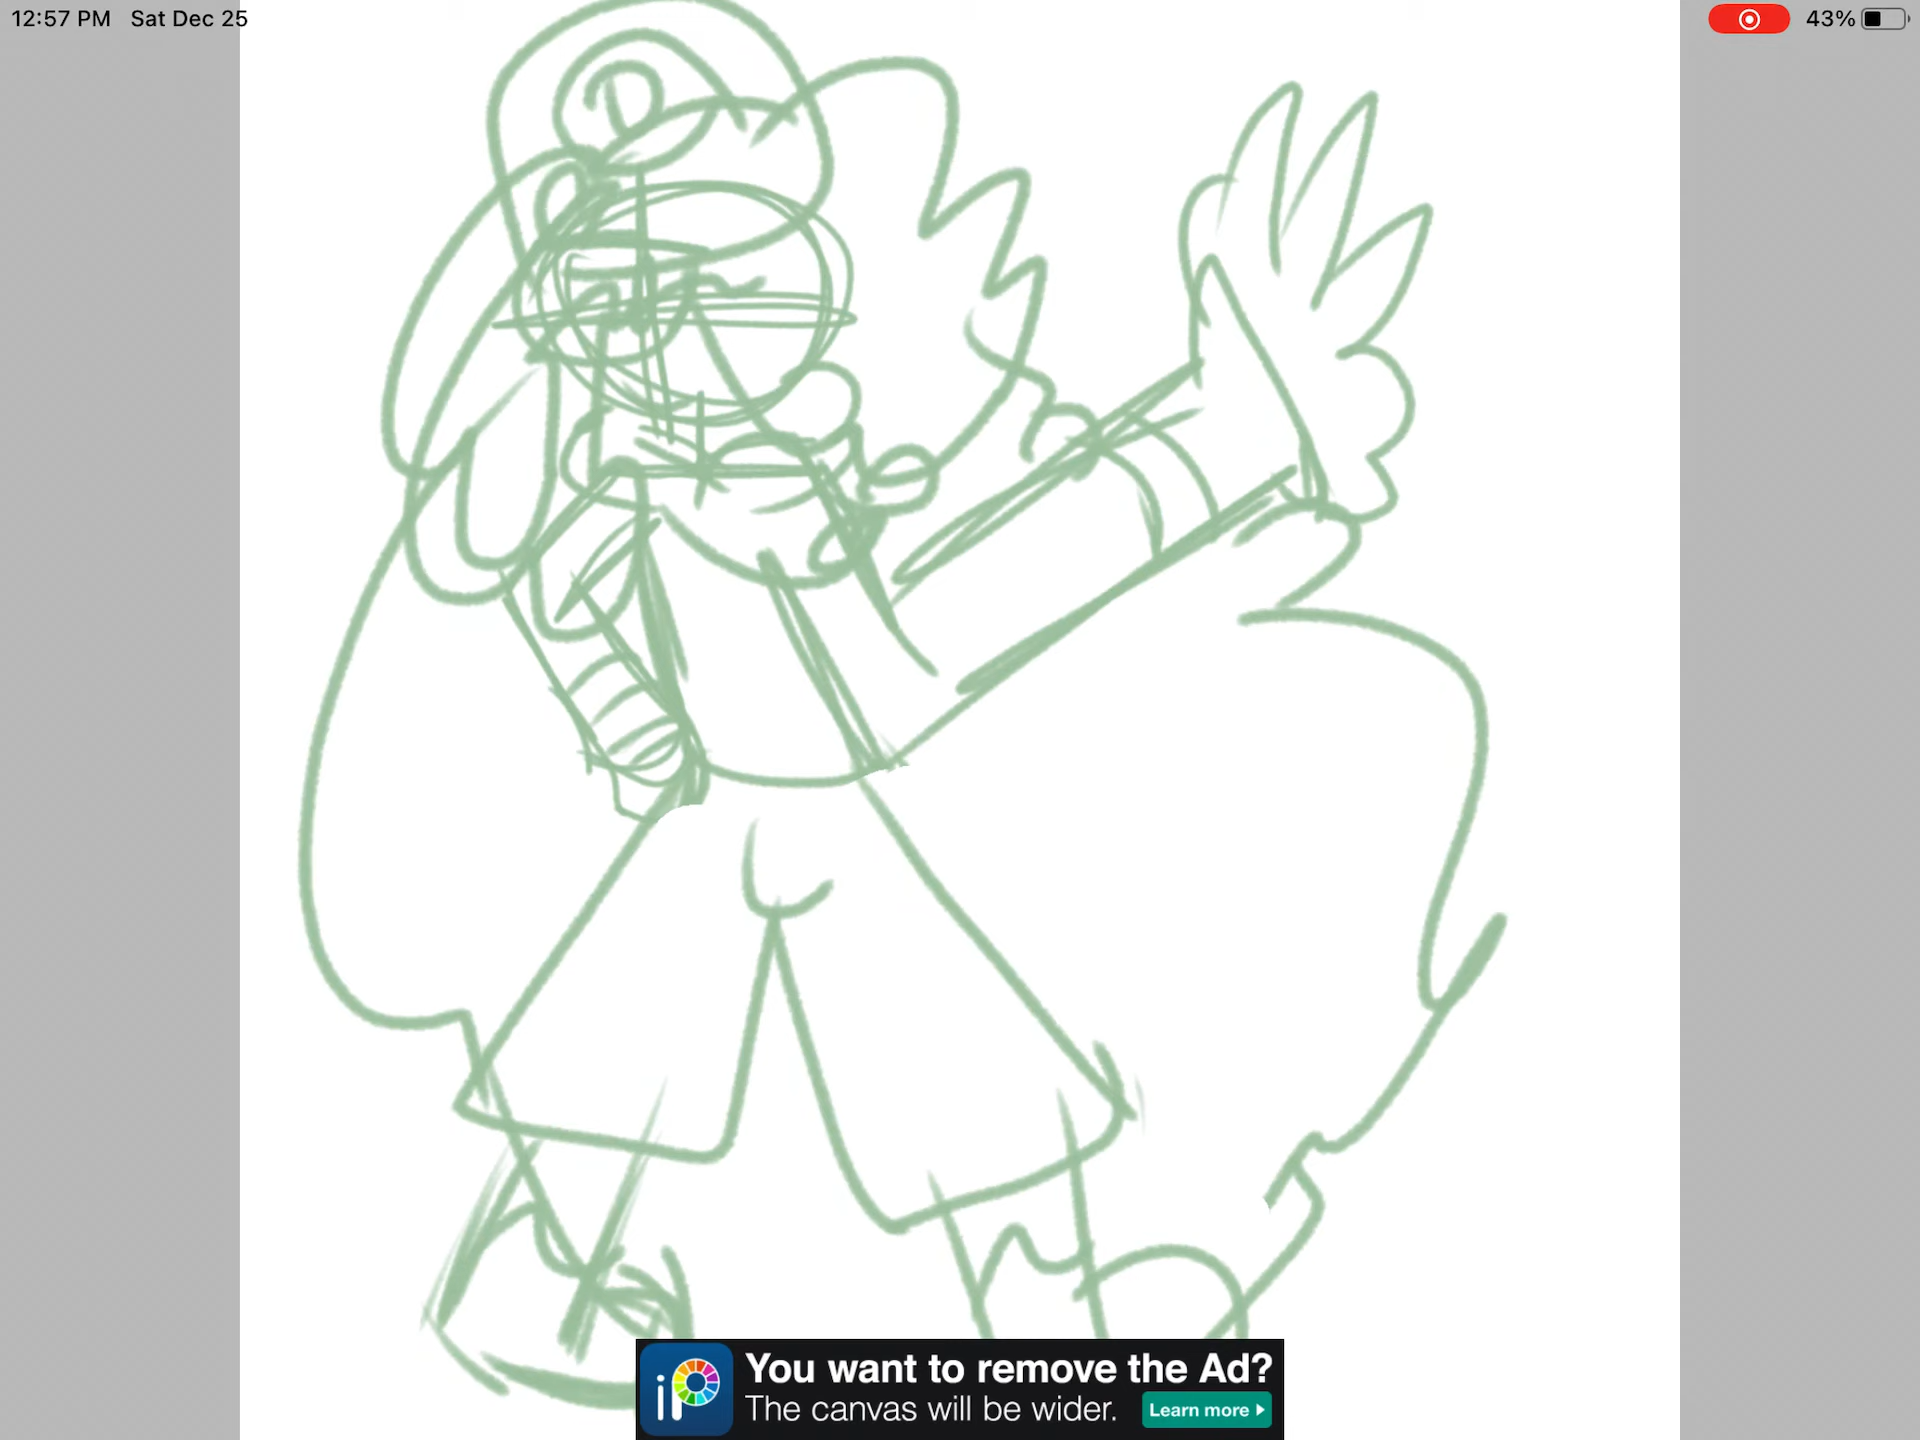 12:57 PM Sat Dec 25
43%
D
iP
You want to remove the Ad?
The canvas will be wider.
Learn more